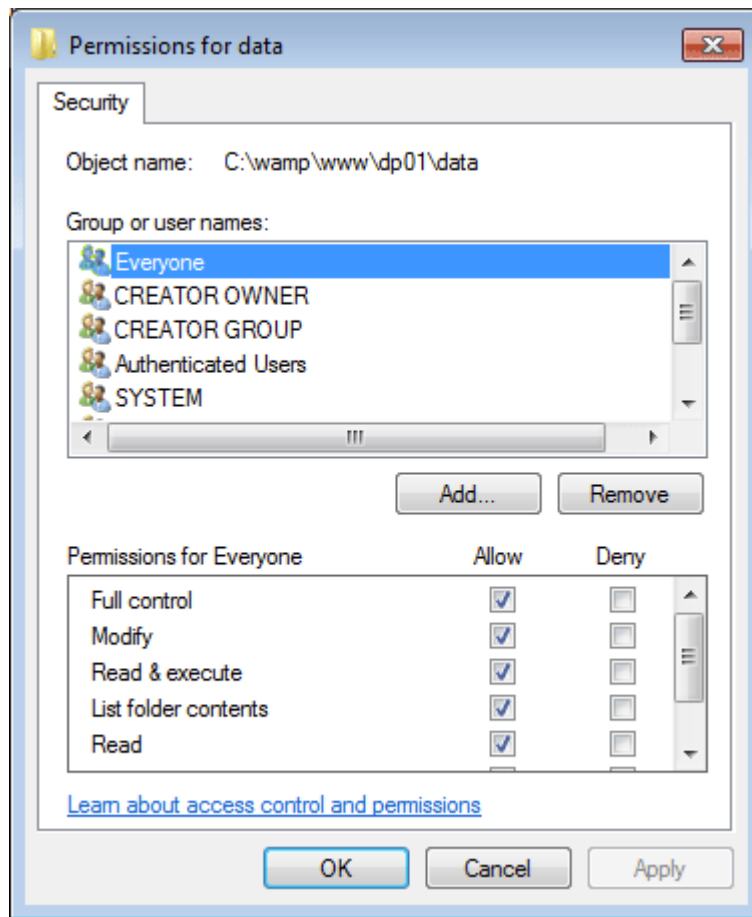 Permissions for data
Security
Object name: C:\wamp\www\dp01\data
Group or user names:
Everyone
CREATOR OWNER
CREATOR GROUP
Authenticated Users
SYSTEM
Add... Remove
Permissions for Everyone Allow Deny
Full control
Modify
Read & execute
List folder contents
Read
Learn about access control and permissions
OK Cancel Apply